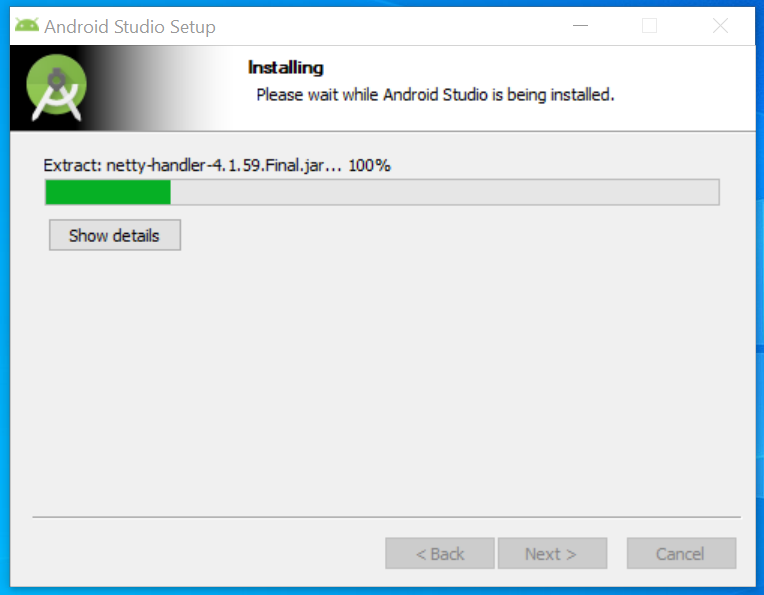 Android Studio Setup
Installing
Please wait while Android Studio is being installed.
Extract: netty-handler-4.1.59.Final.jar... 100%
Show details
< Back
Next >
Cancel